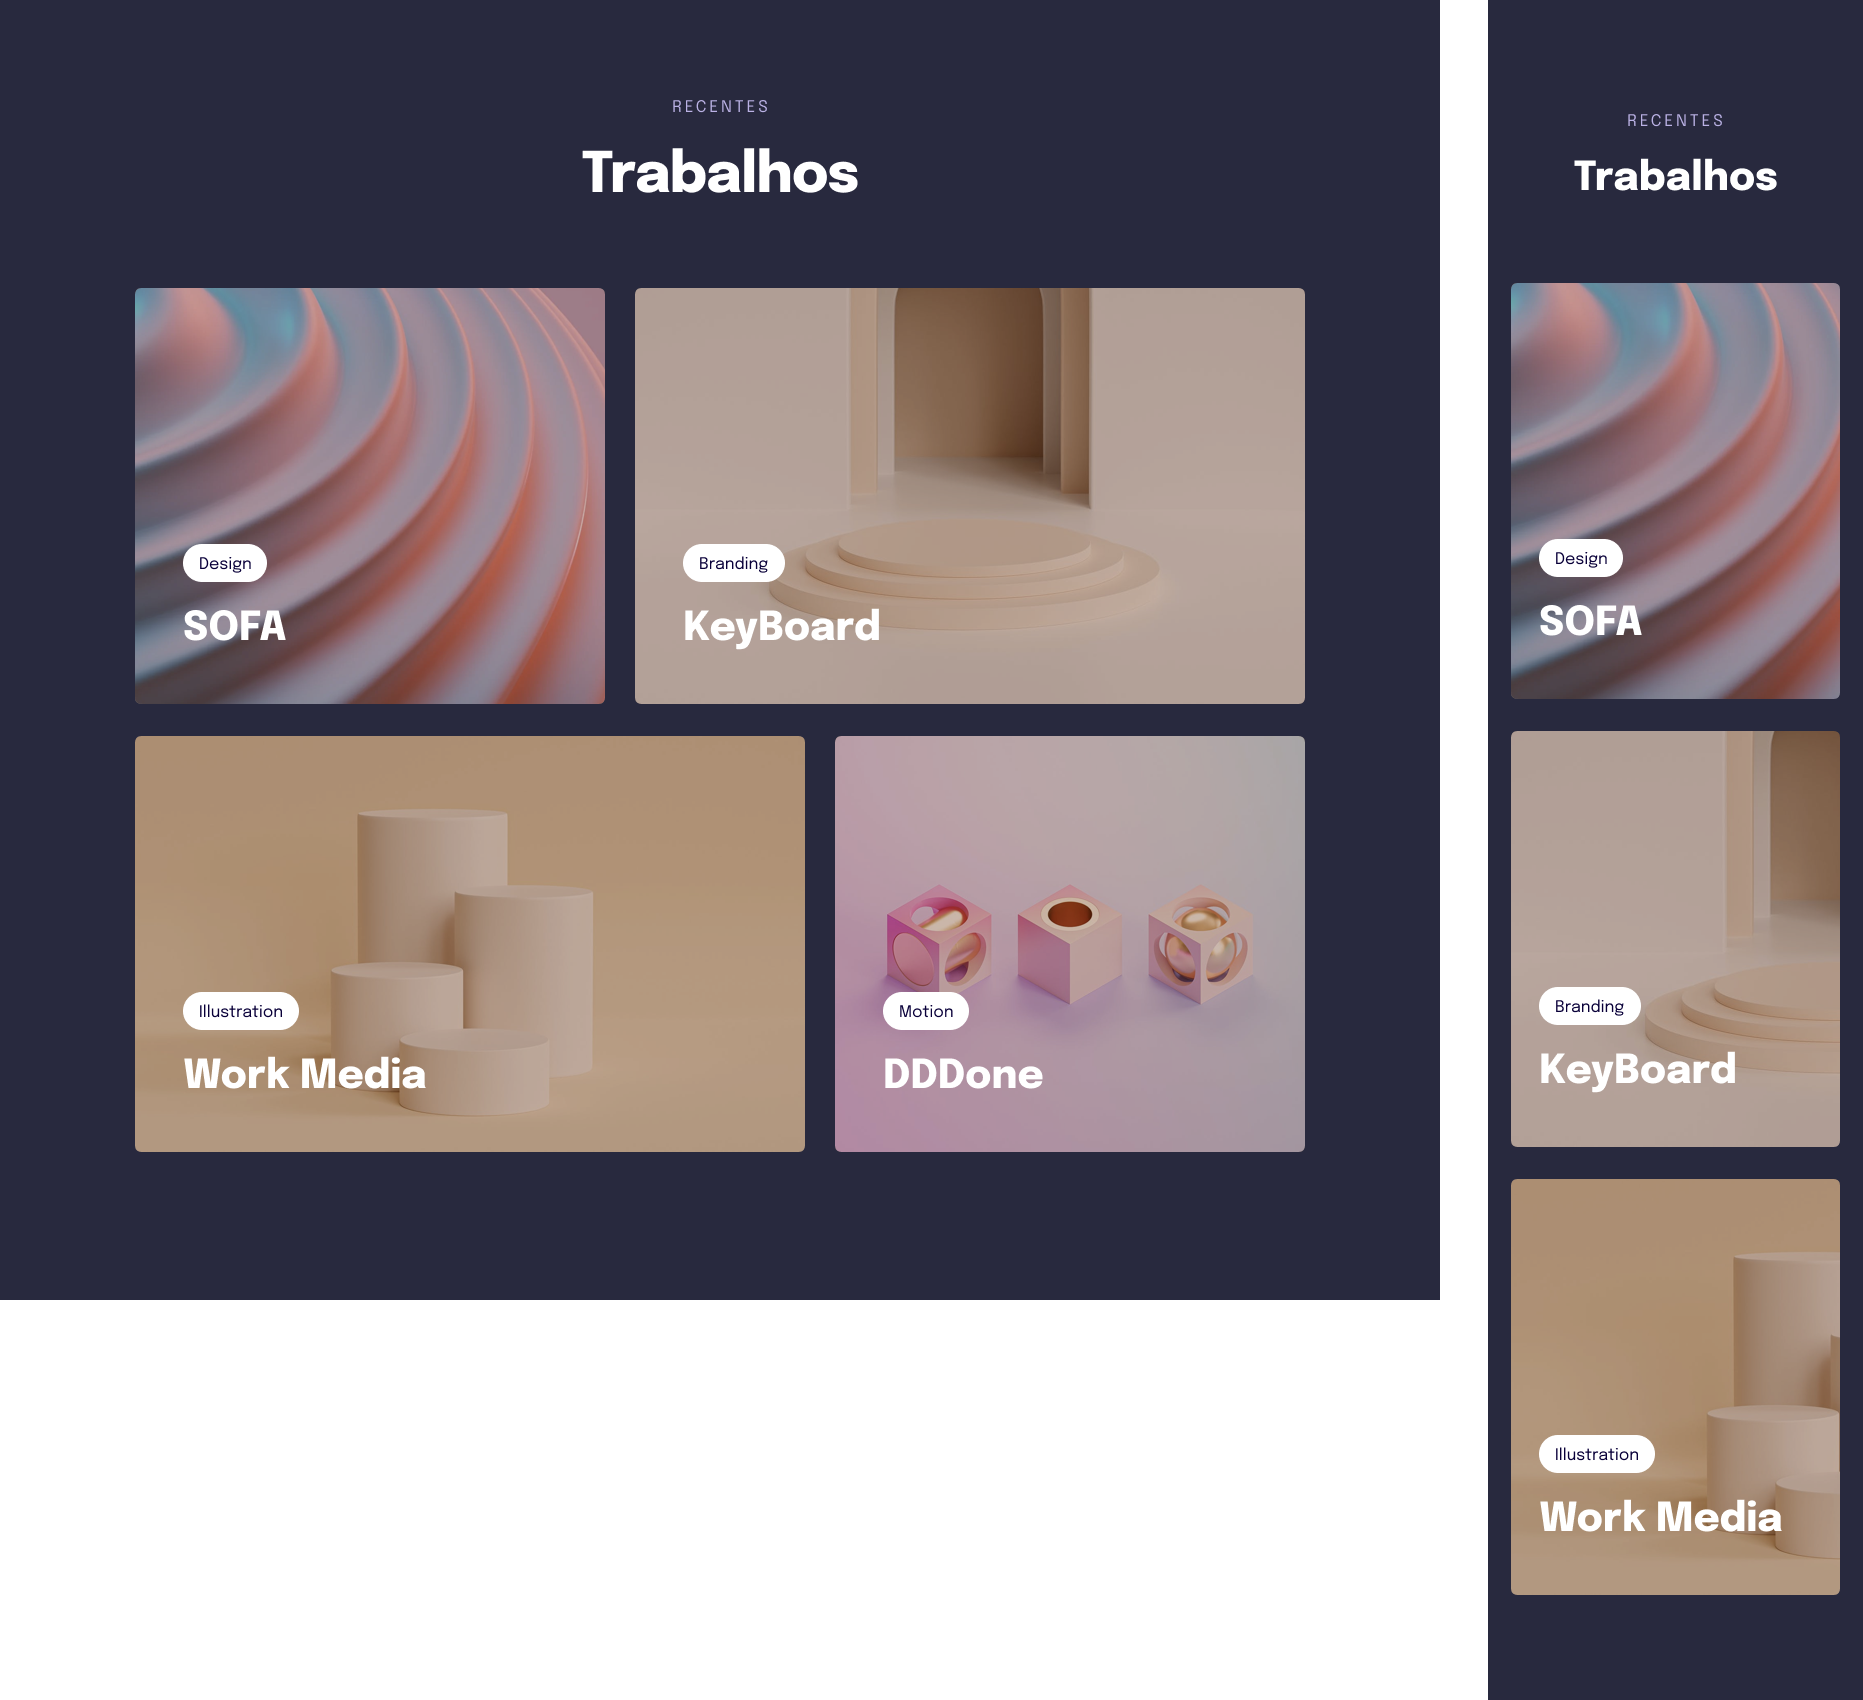 RECENTES
Trabalhos
Design
SOFA
Branding
KeyBoard
Illustration
Work Media
Motion
DDDone
RECENTES
Trabalhos
Design
SOFA
Branding
KeyBoard
Illustration
Work Media